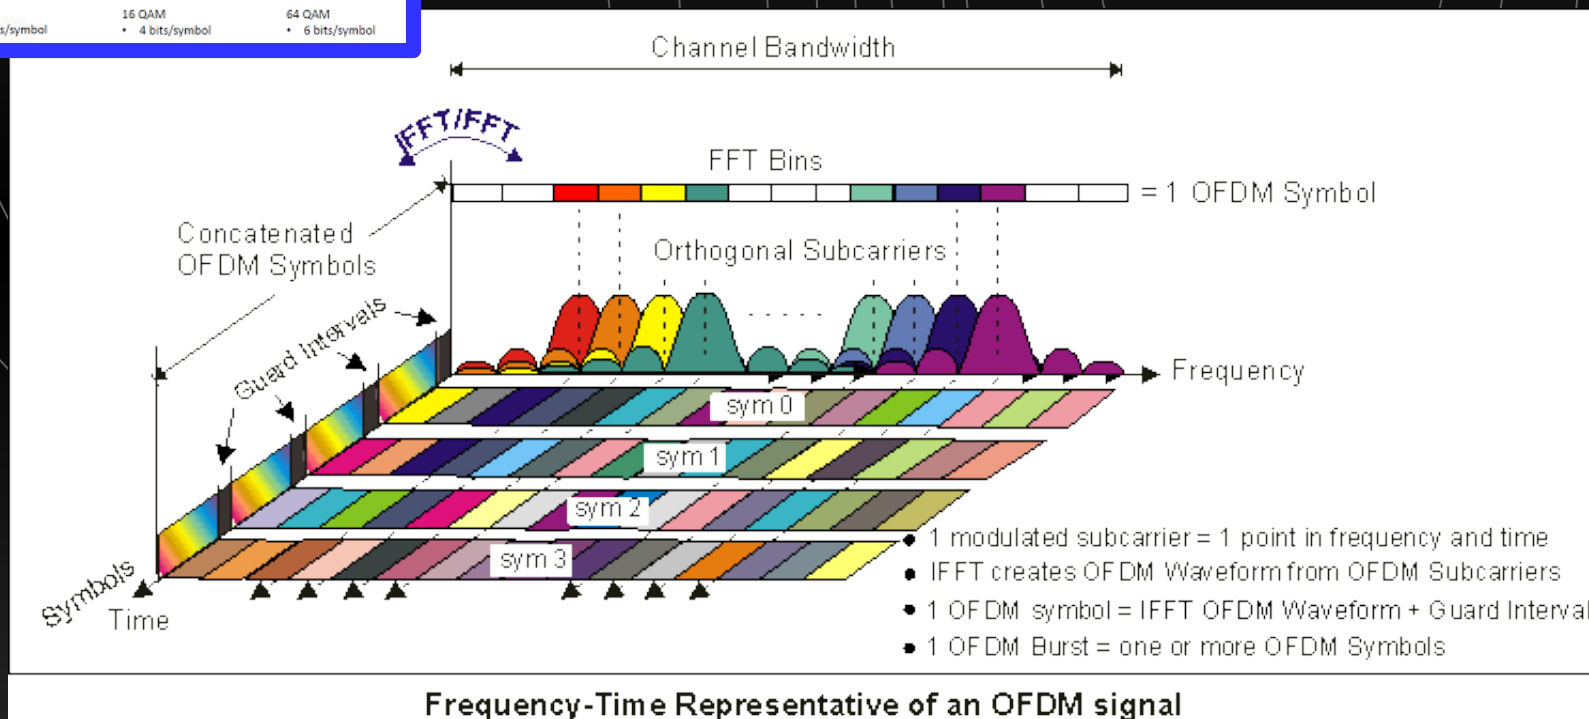 s/symbol
16 QAM
• 4 bits/symbol
64 QAM
• 6 bits/symbol
Channel Bandwidth
IFFT/FFT
FFT Bins
= 1 OFDM Symbol
Concatenated
OFDM Symbols
Orthogonal Subcarriers
Guard Intervals
Frequency
sym 0
sym 1
sym 2
sym 3
Symbols
Time
• 1 modulated subcarrier = 1 point in frequency and time
• IFFT creates OFDM Waveform from OFDM Subcarriers
• 1 OFDM symbol = IFFT OFDM Waveform + Guard Interval
• 1 OFDM Burst = one or more OFDM Symbols
Frequency-Time Representative of an OFDM signal